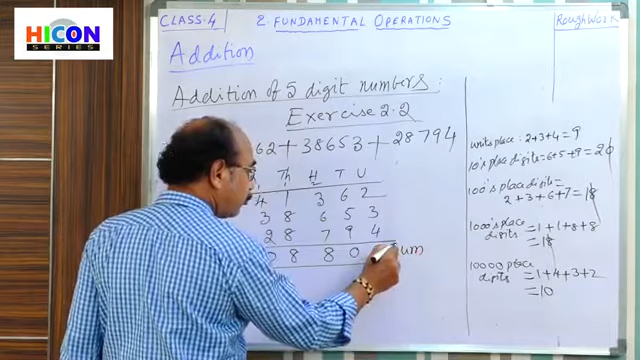 HICON
SERIES
CLASS-4
2. FUNDAMENTAL OPERATIONS
Rough Work
Addition
Addition of 5 digit numbers:
Exercise 2.2
62 + 38653 + 28794
Th H T U
4 1 3 6 2
3 8 6 5 3
2 8 7 9 4
0 8 8 0
um
units place: 2+3+4=9
10's place digits=6+5+9=20
100's place digits=
2+3+6+7=18
1000's place
digits =1+1+8+8
=18
10000 place
digits =1+4+3+2
=10